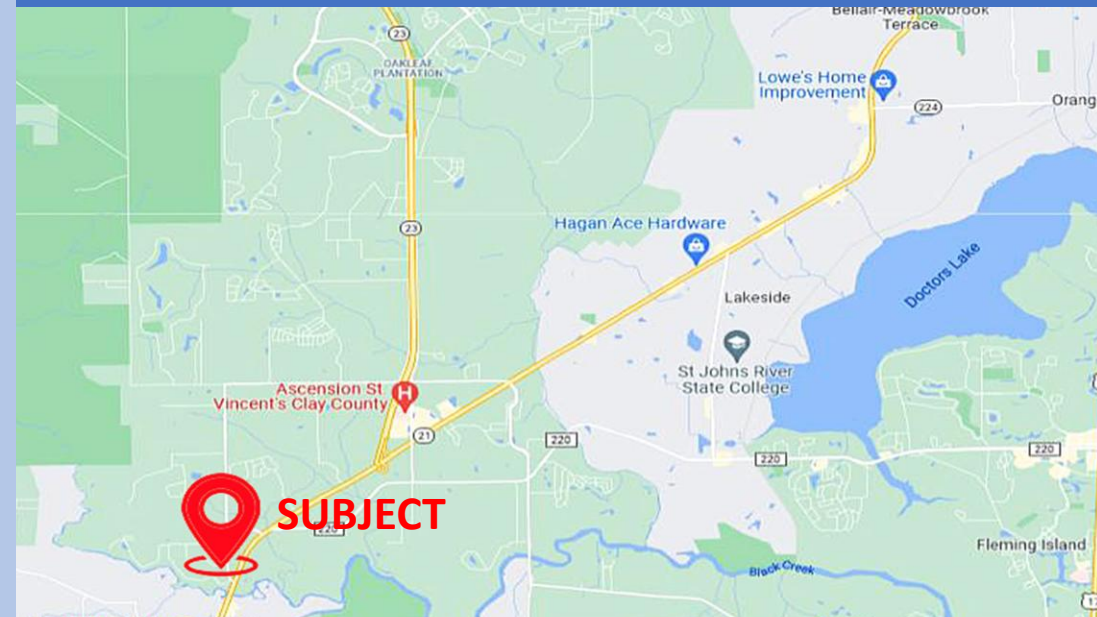 Bellair-Meadowbrook
Terrace
23
OAKLEAF
PLANTATION
Lowe's Home
Improvement
224
Orang
23
Hagan Ace Hardware
Doctors Lake
Lakeside
St Johns River
State College
Ascension St
Vincent's Clay County
H
21
220
220
220
SUBJECT
220
Fleming Island
Black Creek
17